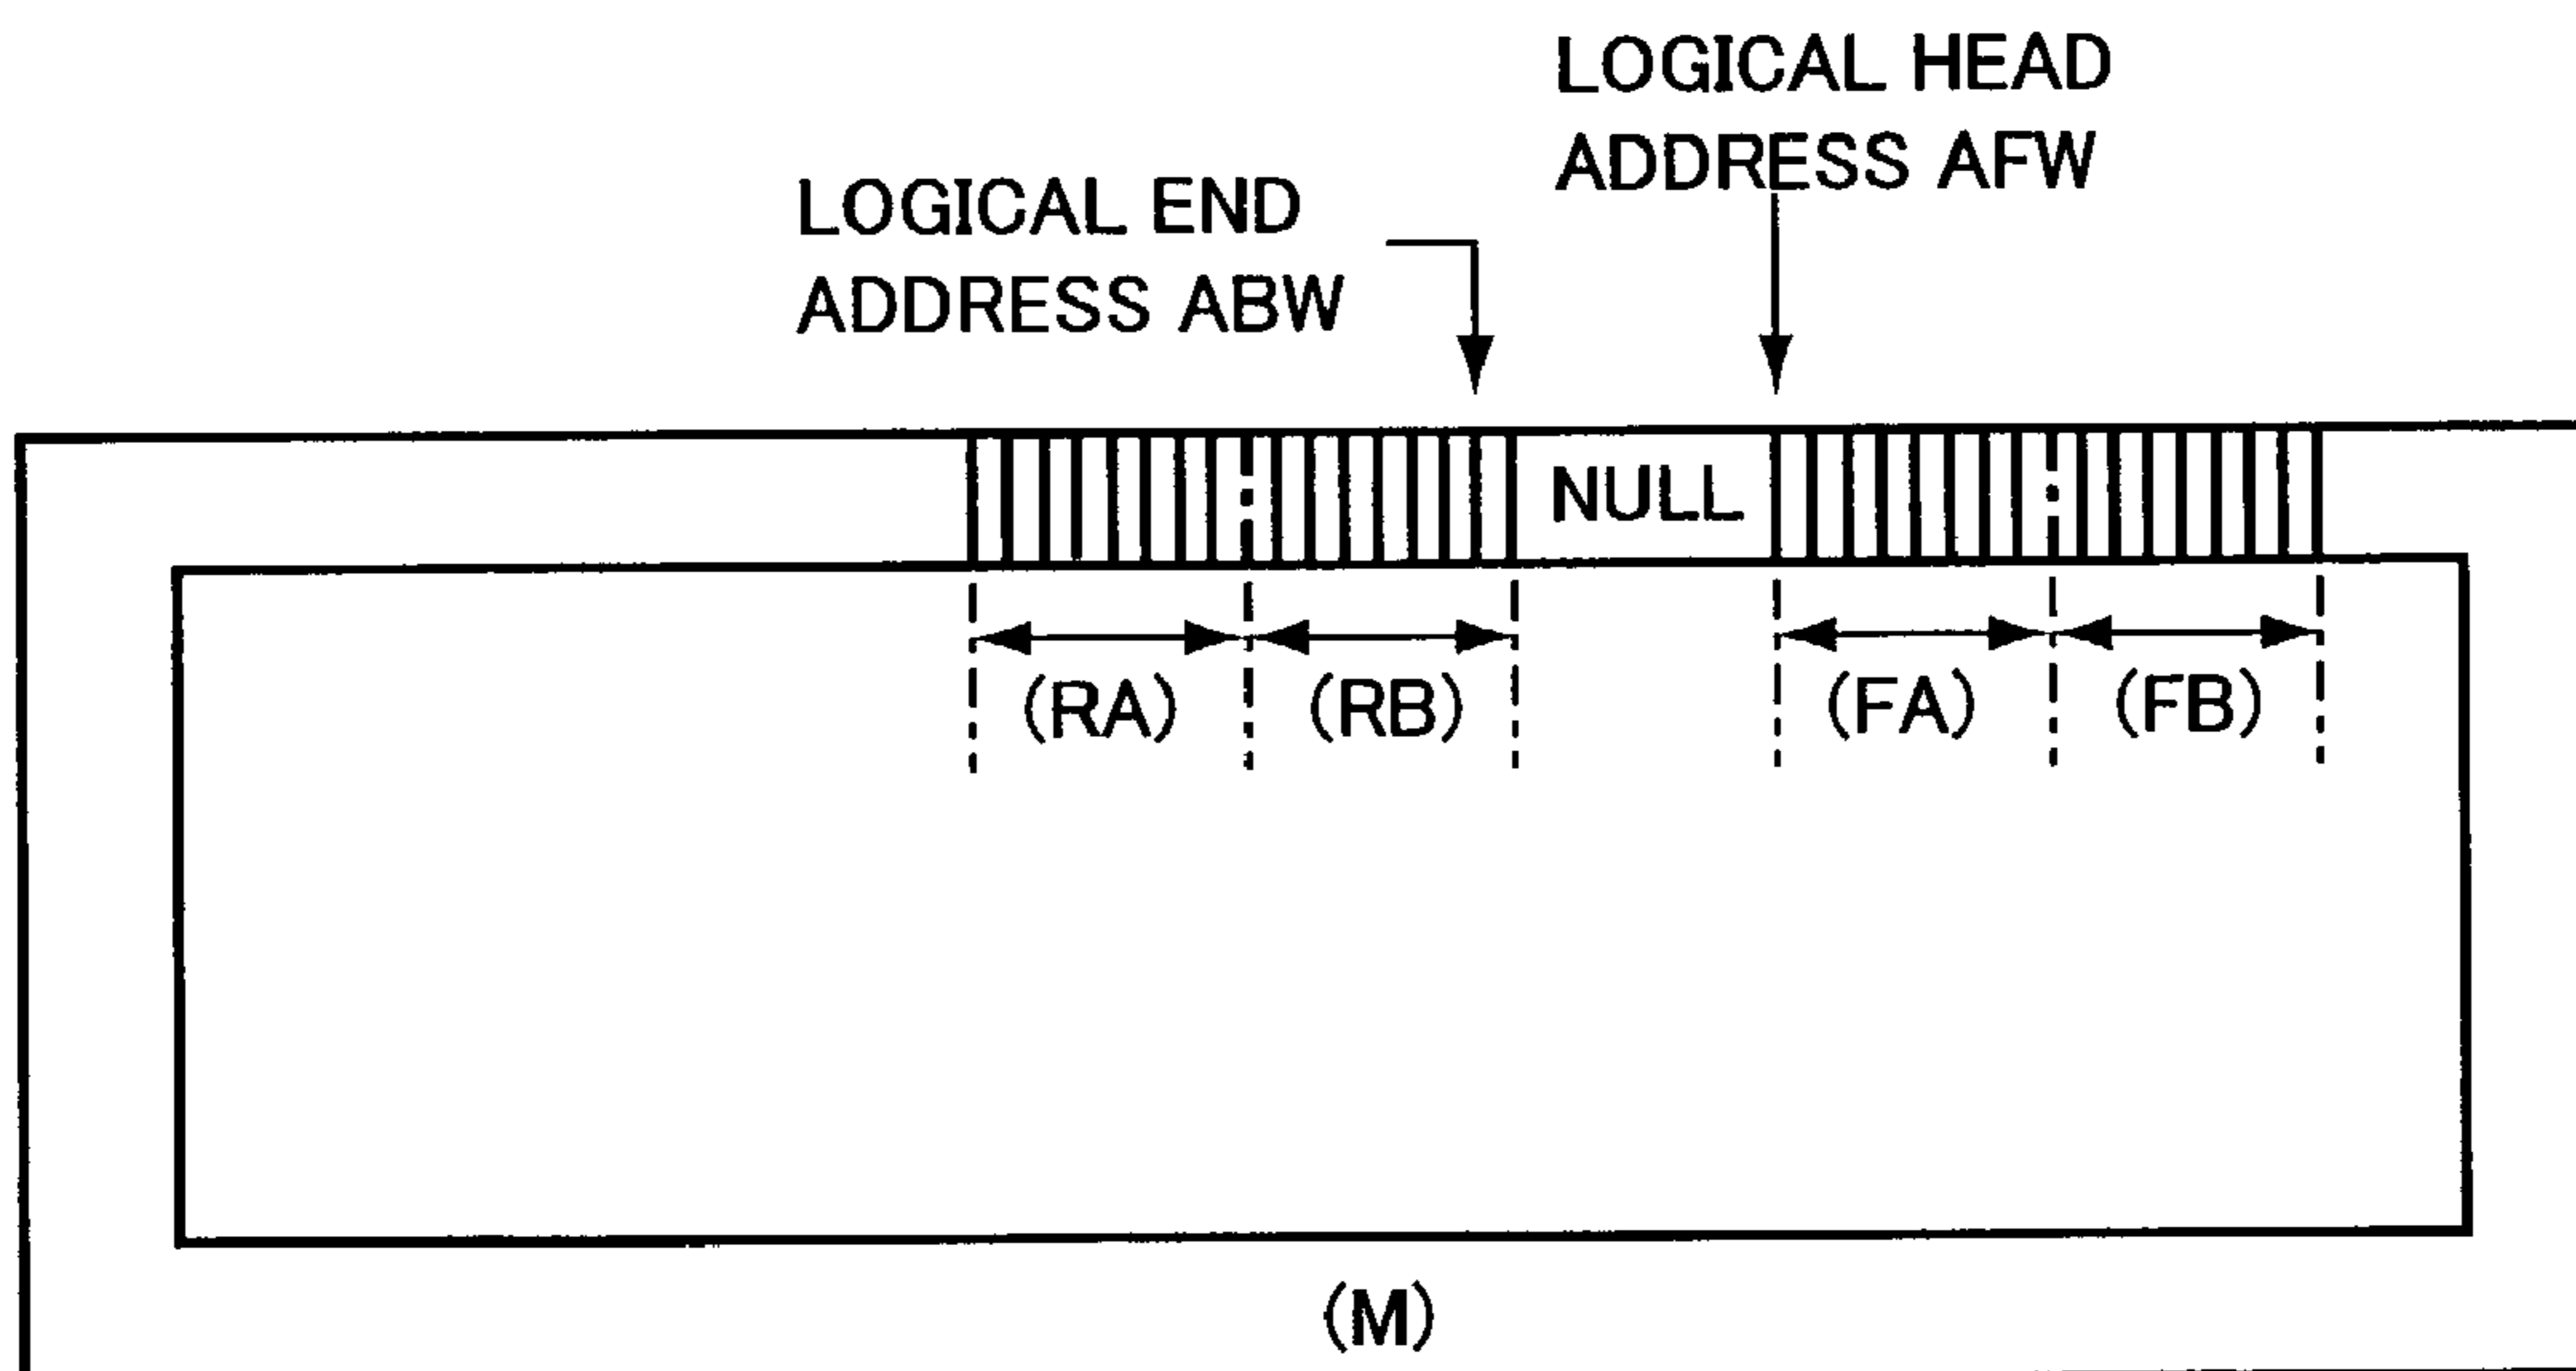 LOGICAL HEAD
ADDRESS AFW
LOGICAL END
ADDRESS ABW
NULL
(RA) (RB) (FA) (FB)
(M)